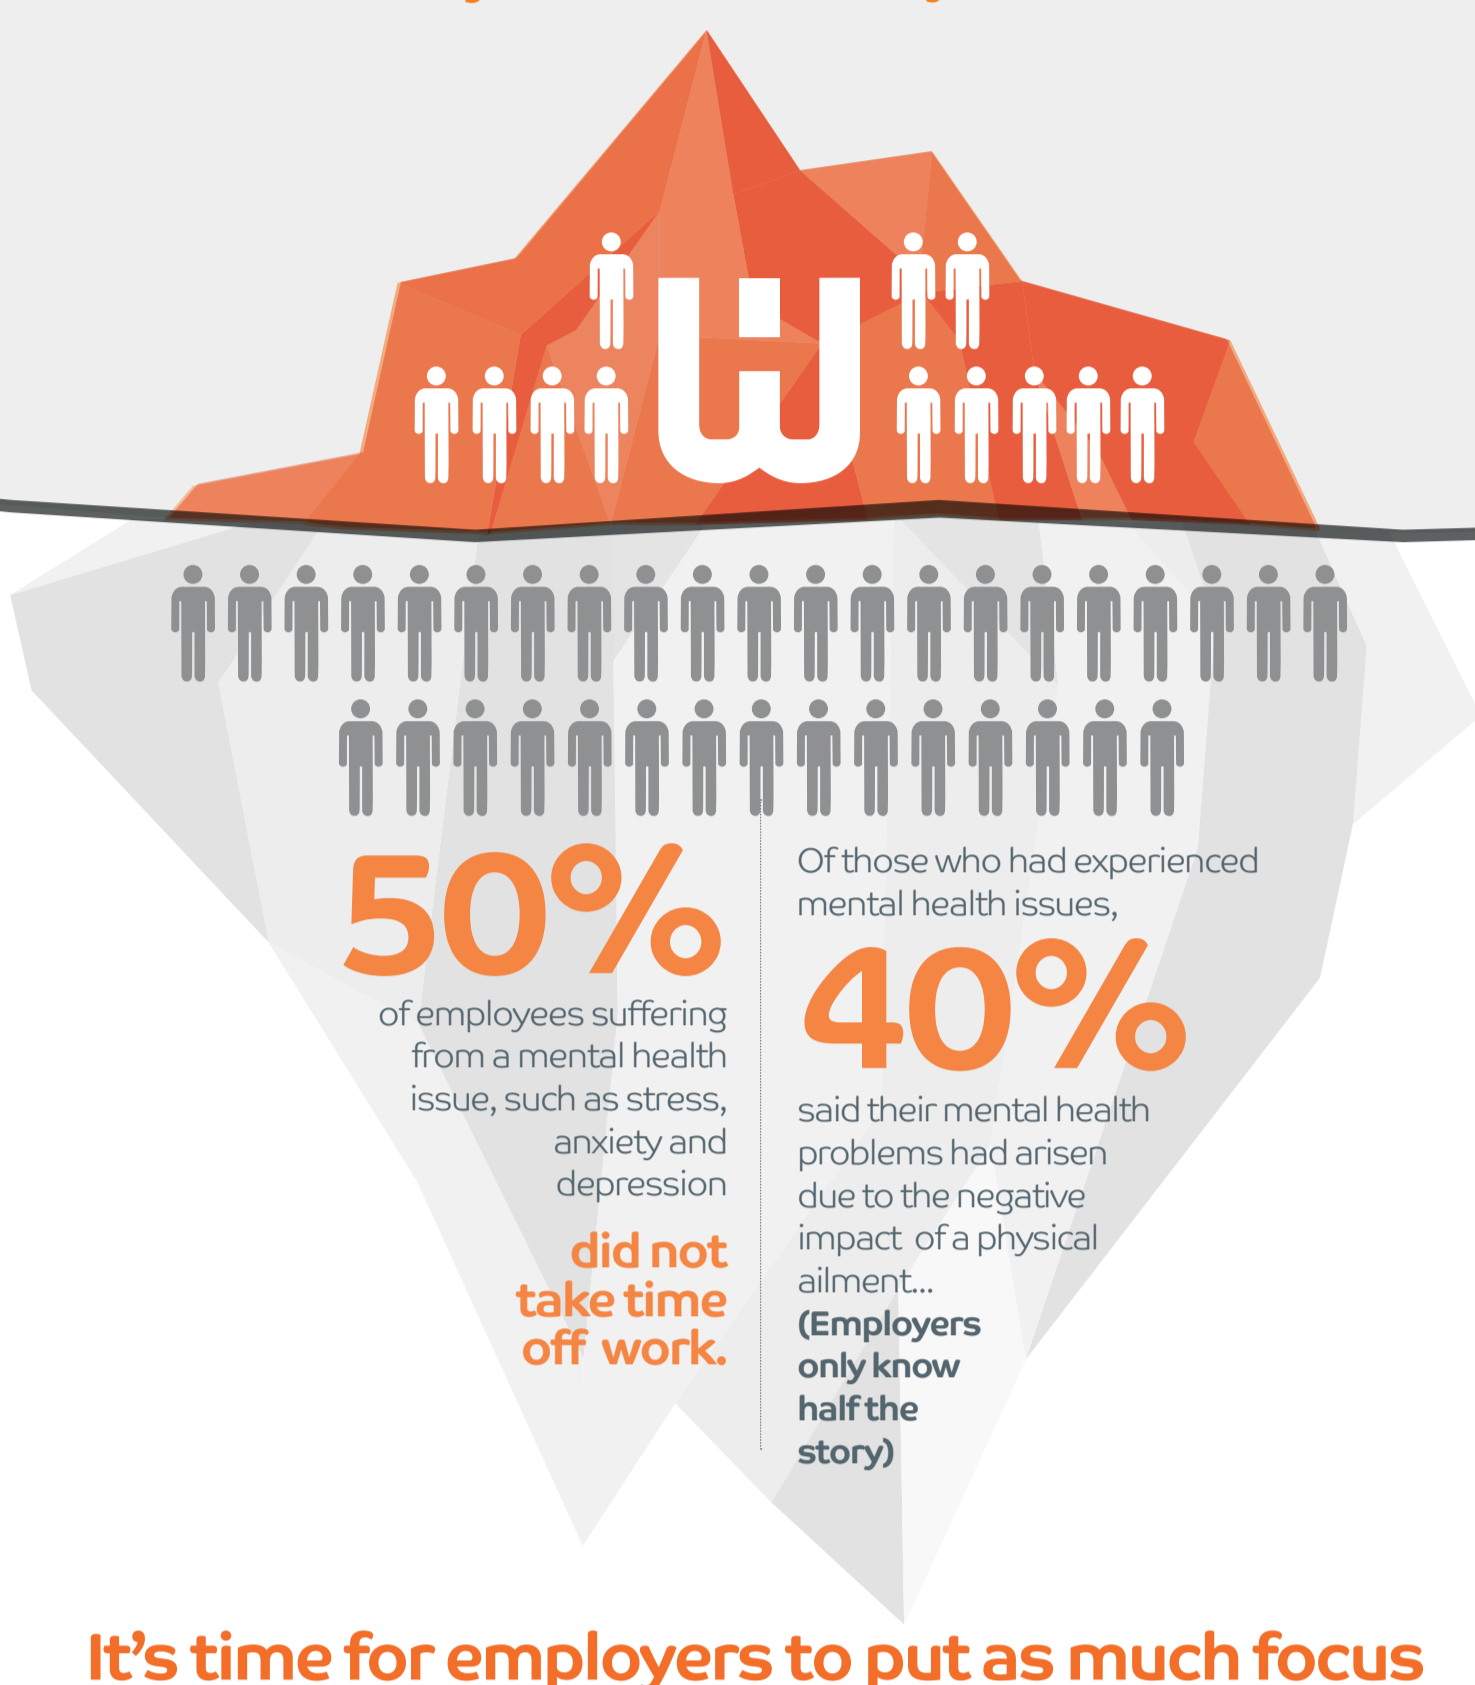 50%
of employees suffering
from a mental health
issue, such as stress,
anxiety and
depression
did not
take time
off work.
Of those who had experienced
mental health issues,
40%
said their mental health
problems had arisen
due to the negative
impact of a physical
ailment...
(Employers
only know
half the
story)
It's time for employers to put as much focus